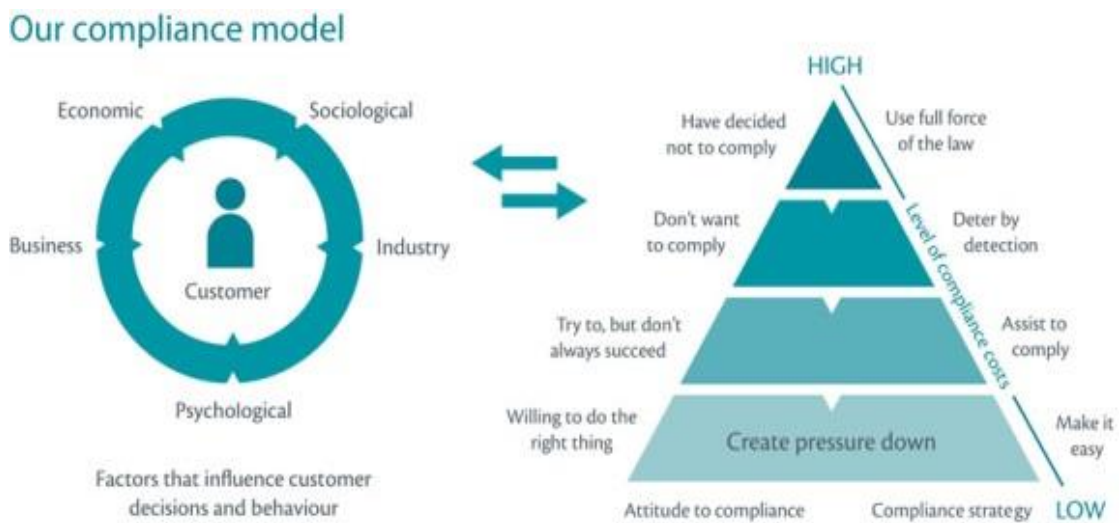 Our compliance model
Economic
Sociological
Business
Industry
Customer
Psychological
Factors that influence customer
decisions and behaviour
HIGH
Have decided
not to comply
Use full force
of the law
Don't want
to comply
Deter by
detection
Level of compliance costs
Try to, but don't
always succeed
Assist to
comply
Willing to do the
right thing
Create pressure down
Make it
easy
Attitude to compliance
Compliance strategy
LOW